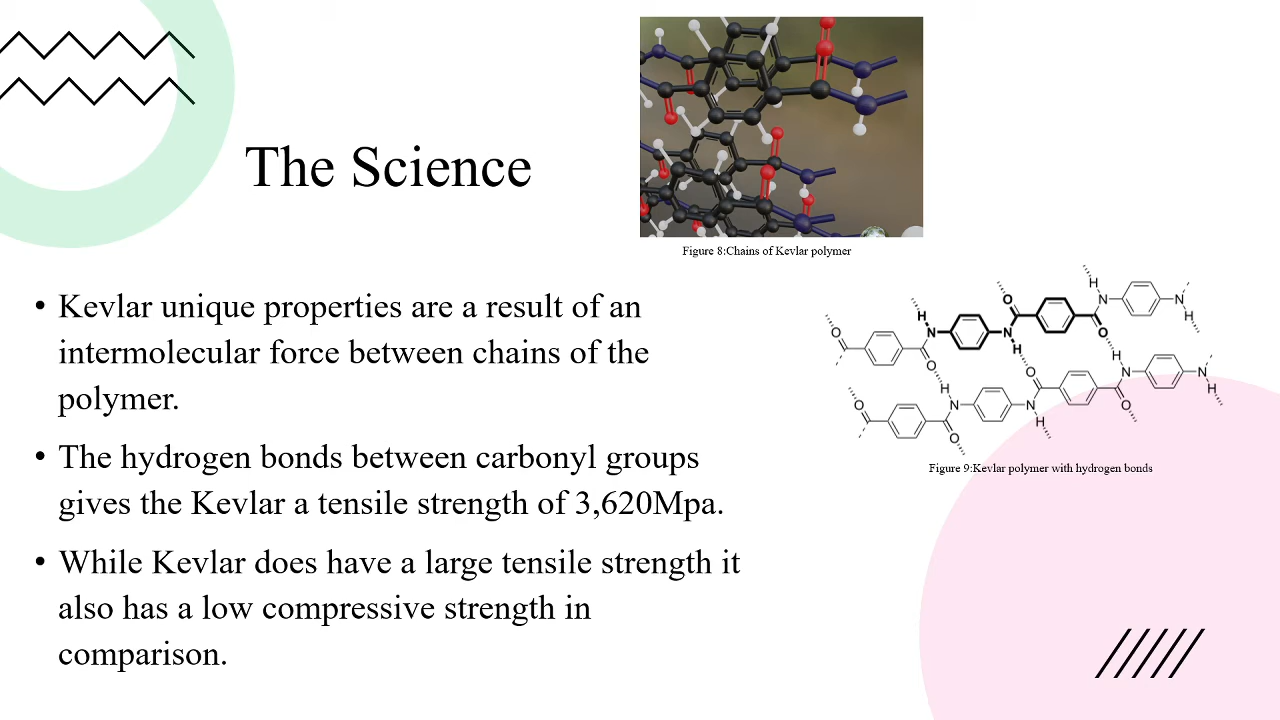 The Science
Figure 8:Chains of Kevlar polymer
• Kevlar unique properties are a result of an
intermolecular force between chains of the
polymer.
• The hydrogen bonds between carbonyl groups
gives the Kevlar a tensile strength of 3,620Mpa.
• While Kevlar does have a large tensile strength it
also has a low compressive strength in
comparison.
H
H
O
N
N
O
H
N
N
H
O
O
H
H
O
N
N
H
O
H
N
N
O
O
H
O
H
Figure 9:Kevlar polymer with hydrogen bonds